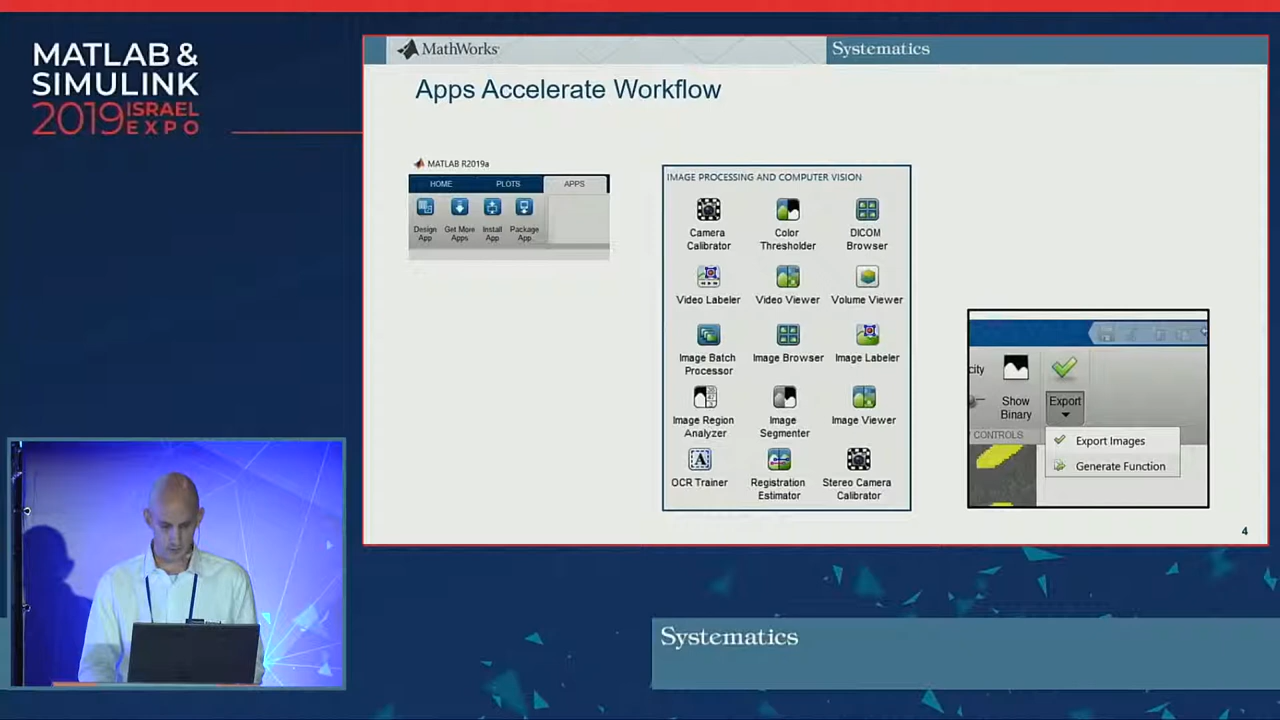 MATLAB &
SIMULINK
2019 ISRAEL
EXPO
MathWorks
Systematics
Apps Accelerate Workflow
MATLAB R2019a
HOME PLOTS APPS
Design App
Get More Apps
Install App
Package App
IMAGE PROCESSING AND COMPUTER VISION
Camera Calibrator
Color Thresholder
DICOM Browser
Video Labeler
Video Viewer
Volume Viewer
Image Batch Processor
Image Browser
Image Labeler
Image Region Analyzer
Image Segmenter
Image Viewer
OCR Trainer
Registration Estimator
Stereo Camera Calibrator
city
Show Binary
Export
CONTROLS
Export Images
Generate Function
4
Systematics